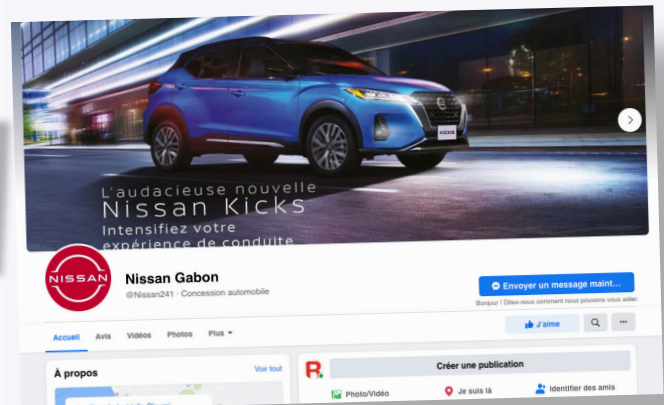 KICKS
L'audacieuse nouvelle
Nissan Kicks
Intensifiez votre
expérience de conduite
NISSAN
Nissan Gabon
@Nissan241 · Concession automobile
Envoyer un message maint...
Bonjour ! Dites-nous comment nous pouvons vous aider.
Accueil Avis Vidéos Photos Plus
J'aime
À propos
Voir tout
R
Créer une publication
Photo/Vidéo
Je suis là
Identifier des amis